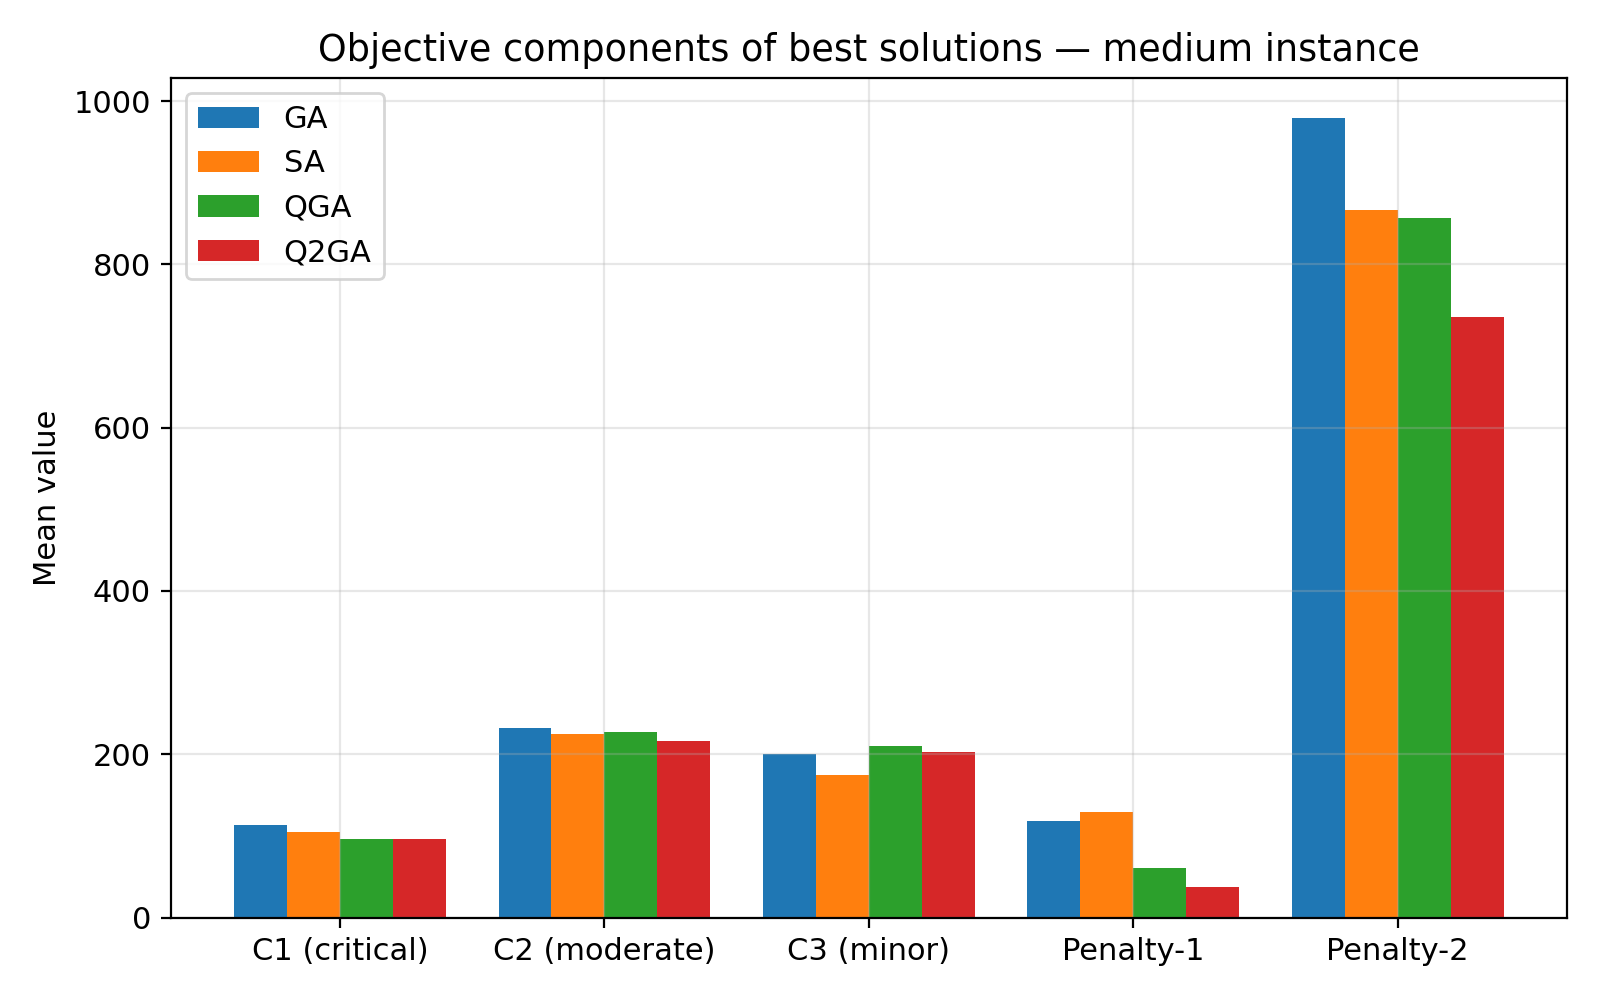 Objective components of best solutions — medium instance
GA
SA
QGA
Q2GA
Mean value
1000
800
600
400
200
0
C1 (critical)
C2 (moderate)
C3 (minor)
Penalty-1
Penalty-2